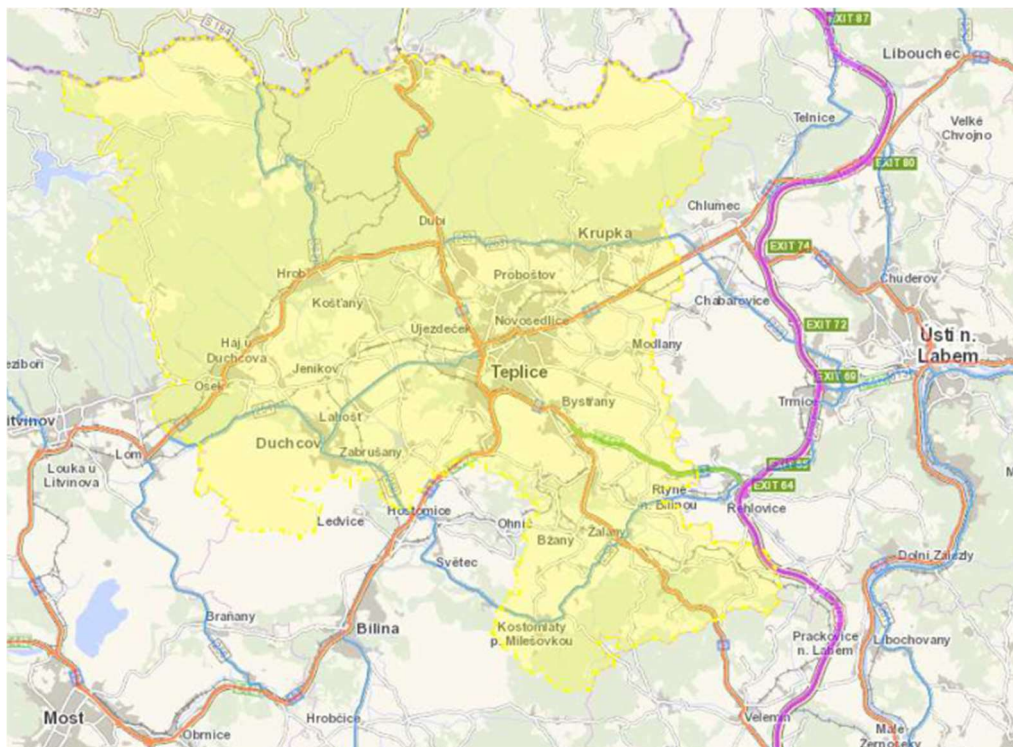 EXIT 87
Libouchec
S 184
Telnice
Velké
Chvojno
EXIT 80
Chlumec
Dubí
Krupka
EXIT 74
Hrob
Proboštov
Chuderov
Košťany
Chabařovice
Újezdeček
Novosedlice
EXIT 72
Ústí n.
Labem
Háj u
Duchcova
Modlany
Jeníkov
Teplice
EXIT 69
Osek
Trmice
Bystřany
Litvínov
Lahošť
Duchcov
Zabrušany
Lom
Louka u
Litvínova
EXIT 64
Rtyně
n. Bílinou
Řehlovice
Hostomice
Ledvice
Ohníč
Bžany
Žalany
Dolní Zálezly
Světec
Braňany
Bílina
Kostomlaty
p. Milešovkou
Prackovice
n. Labem
Libochovany
Most
Hrobčice
Velemín
Obrnice
Malé
Žernoseky